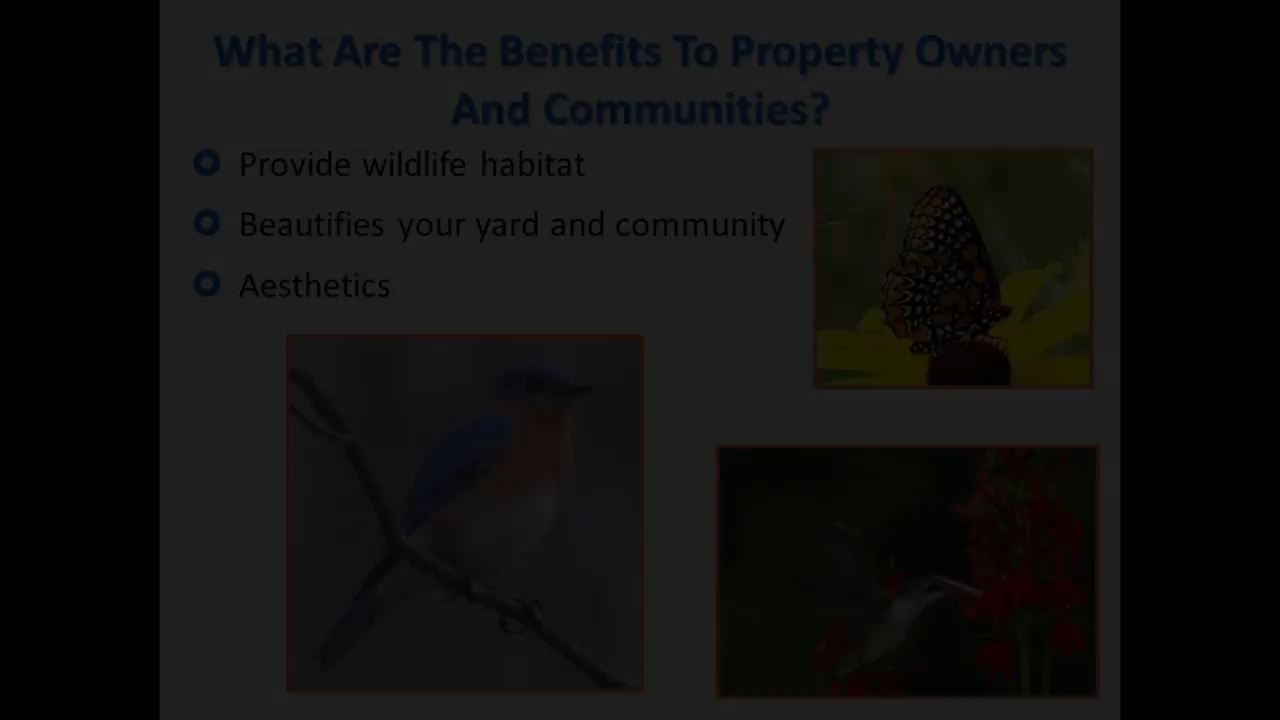 What Are The Benefits To Property Owners
And Communities?
Provide wildlife habitat
Beautifies your yard and community
Aesthetics